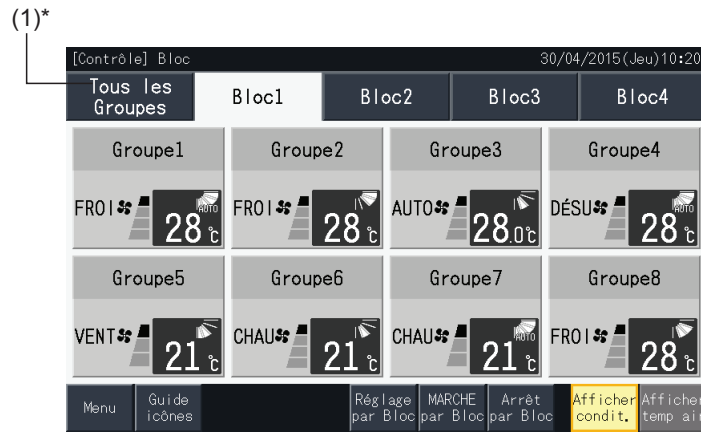 (1)*
[Contrôle] Bloc 30/04/2015(Jeu)10:20
Tous les
Groupes
Bloc1 Bloc2 Bloc3 Bloc4
Groupe1 Groupe2 Groupe3 Groupe4
FROI AUTO 28 °C FROI 28 °C AUTO 28.0°C DÉSU AUTO 28 °C
Groupe5 Groupe6 Groupe7 Groupe8
VENT 21 °C CHAU 21 °C CHAU AUTO 21 °C FROI 28 °C
Menu
Guide
icônes
Réglage
par Bloc
MARCHE
par Bloc
Arrêt
par Bloc
Afficher
condit.
Afficher
temp air